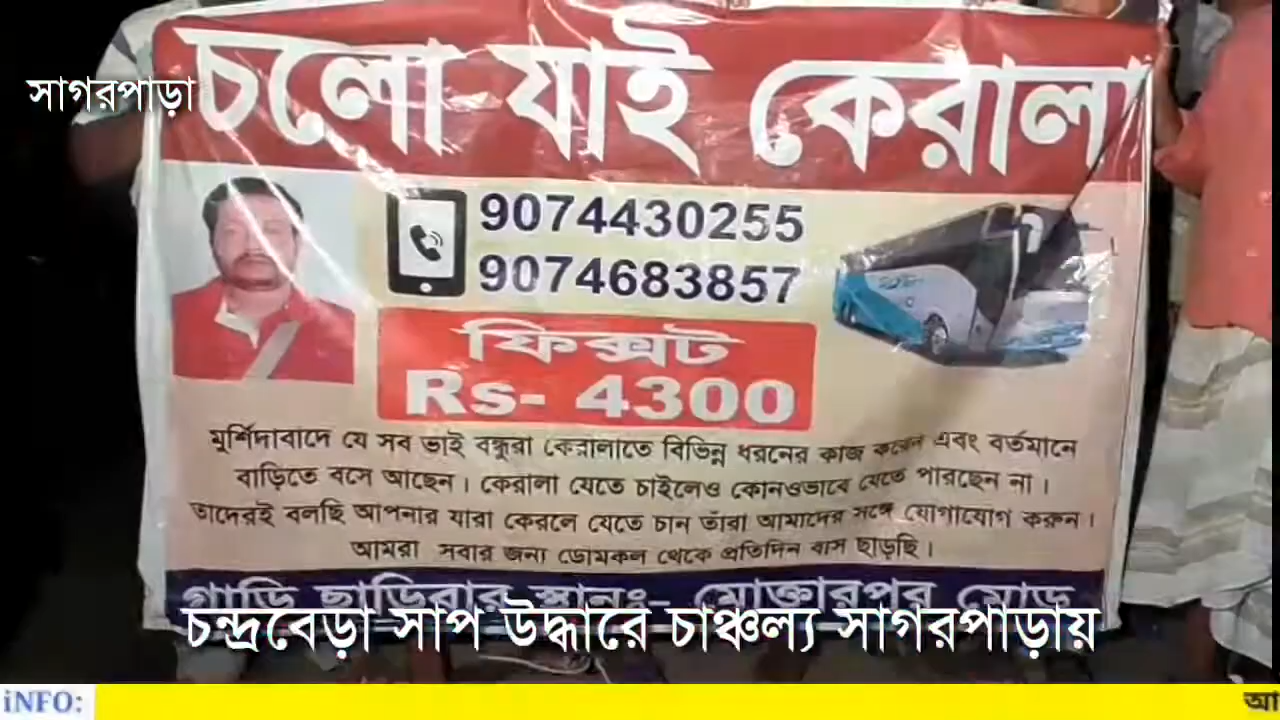 চলো যাই কেরালা
সাগরপাড়া
9074430255
9074683857
ফিক্সট
Rs- 4300
মুর্শিদাবাদে যে সব ভাই বন্ধুরা কেরালাতে বিভিন্ন ধরনের কাজ করেন এবং বর্তমানে
বাড়িতে বসে আছেন। কেরালা যেতে চাইলেও কোনওভাবে যেতে পারছেন না।
তাদেরই বলছি আপনার যারা কেরলে যেতে চান তাঁরা আমাদের সঙ্গে যোগাযোগ করুন।
আমরা সবার জন্য ডোমকল থেকে প্রতিদিন বাস ছাড়ছি।
গাড়ি ছাড়িবার স্থানঃ- মোক্তারপুর মোড়
চন্দ্রবেড়া সাপ উদ্ধারে চাঞ্চল্য সাগরপাড়ায়
iNFO:
আ